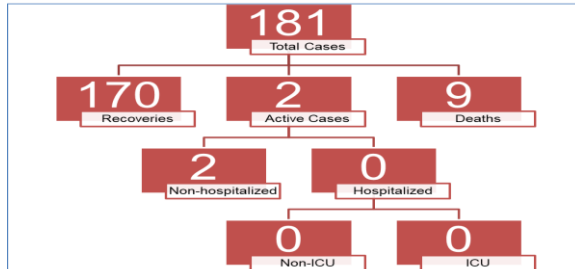 181
Total Cases
170
Recoveries
2
Active Cases
9
Deaths
2
Non-hospitalized
0
Hospitalized
0
Non-ICU
0
ICU